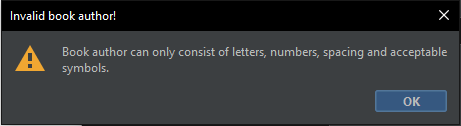 Invalid book author!
Book author can only consist of letters, numbers, spacing and acceptable
symbols.
OK